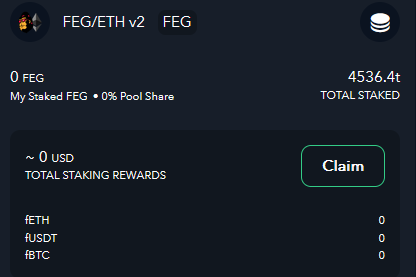 FEG/ETH v2 FEG
0 FEG 4536.4t
My Staked FEG • 0% Pool Share TOTAL STAKED
~ 0 USD
TOTAL STAKING REWARDS
Claim
fETH 0
fUSDT 0
fBTC 0